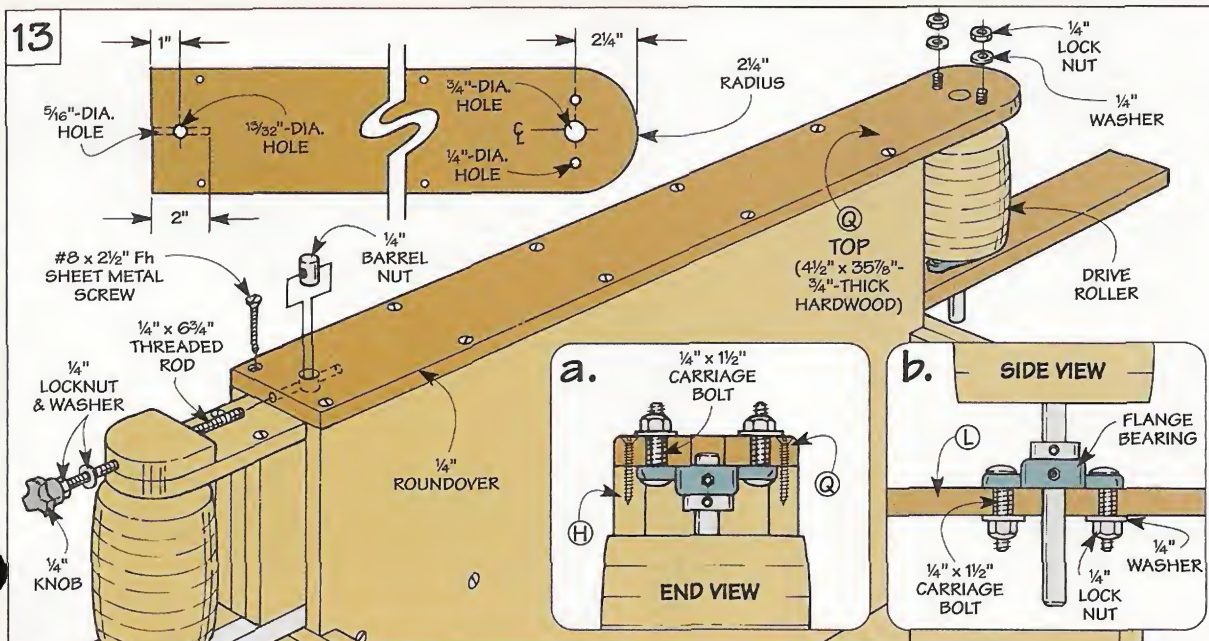 13
1"
2¼"
5/16"-DIA.
HOLE
13/32"-DIA.
HOLE
¾"-DIA.
HOLE
℄
¼"-DIA.
HOLE
2¼"
RADIUS
2"
¼"
LOCK
NUT
¼"
WASHER
#8 x 2½" Fh
SHEET METAL
SCREW
¼"
BARREL
NUT
¼" x 6¾"
THREADED
ROD
¼"
LOCKNUT
& WASHER
¼"
KNOB
¼"
ROUNDOVER
Q
TOP
(4½" x 35⅞"-
¾"-THICK
HARDWOOD)
DRIVE
ROLLER
a.
¼" x 1½"
CARRIAGE
BOLT
H
Q
END VIEW
b.
SIDE VIEW
FLANGE
BEARING
L
¼" x 1½"
CARRIAGE
BOLT
¼"
LOCK
NUT
¼"
WASHER